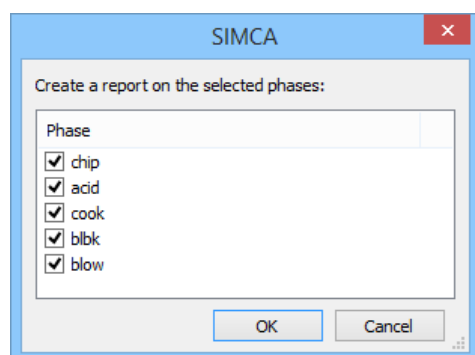 SIMCA
Create a report on the selected phases:
Phase
chip
acid
cook
blbk
blow
OK Cancel